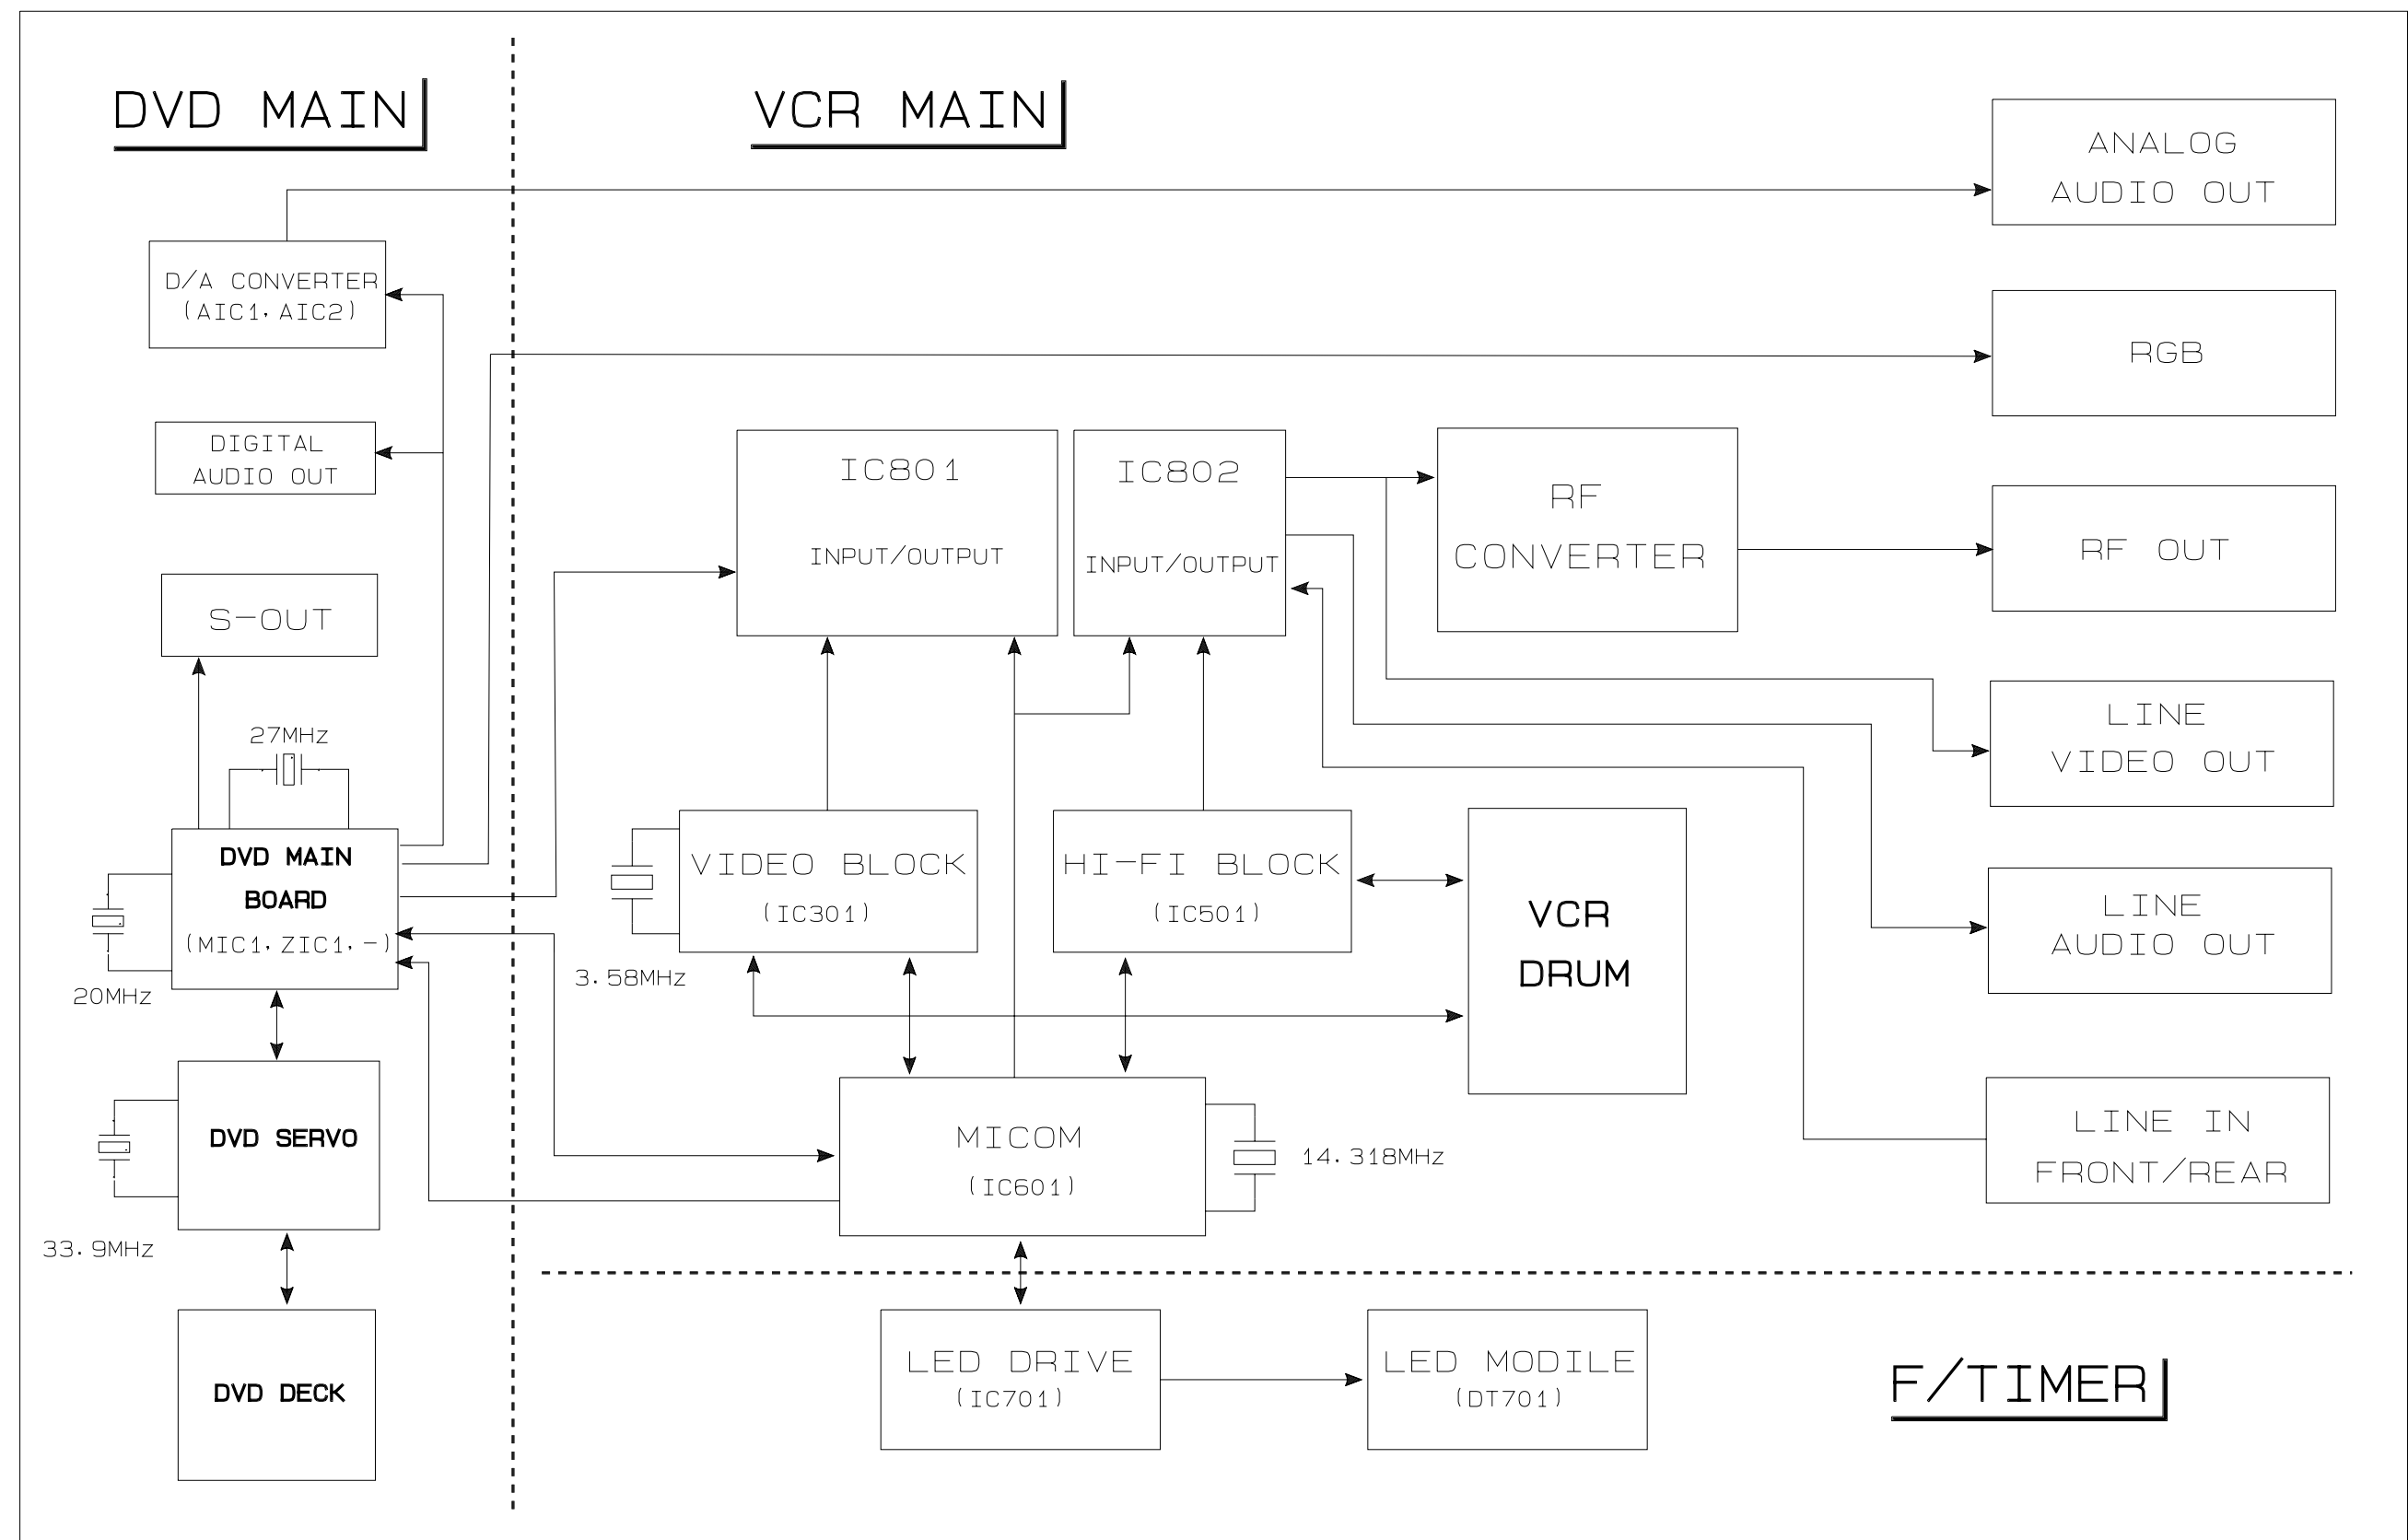 DVD MAIN
VCR MAIN
ANALOG
AUDIO OUT
D/A CONVERTER
(AIC1, AIC2)
RGB
DIGITAL
AUDIO OUT
IC801
INPUT/OUTPUT
IC802
INPUT/OUTPUT
RF
CONVERTER
RF OUT
S-OUT
LINE
VIDEO OUT
27MHz
DVD MAIN
BOARD
(MIC1, ZIC1, -)
20MHz
VIDEO BLOCK
(IC301)
3.58MHz
HI-FI BLOCK
(IC501)
VCR
DRUM
LINE
AUDIO OUT
DVD SERVO
33.9MHz
MICOM
(IC601)
14.318MHz
LINE IN
FRONT/REAR
DVD DECK
LED DRIVE
(IC701)
LED MODILE
(DT701)
F/TIMER